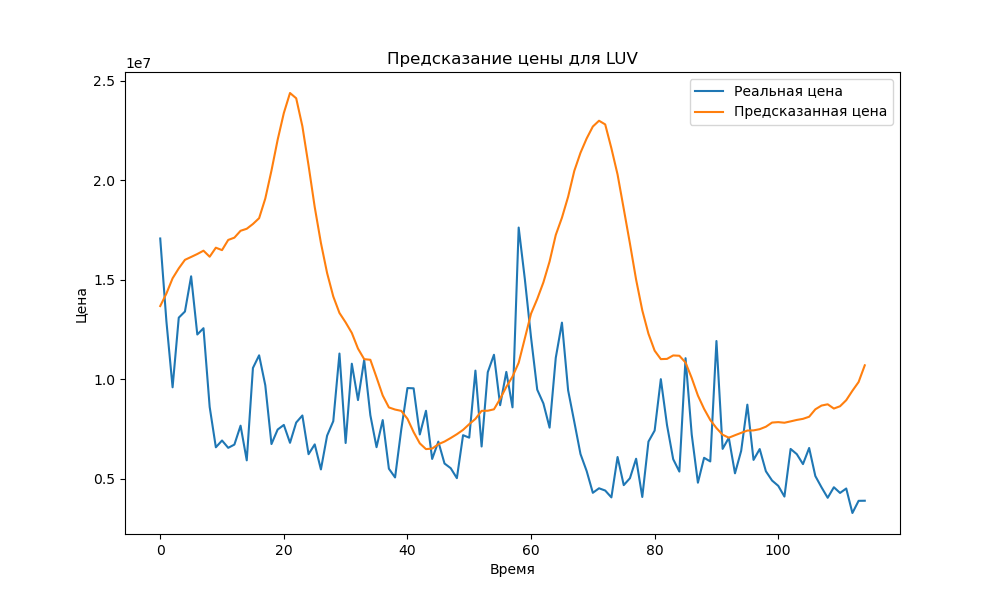 Предсказание цены для LUV
1e7
2.5
2.0
1.5
1.0
0.5
Цена
0 20 40 60 80 100
Время
Реальная цена
Предсказанная цена